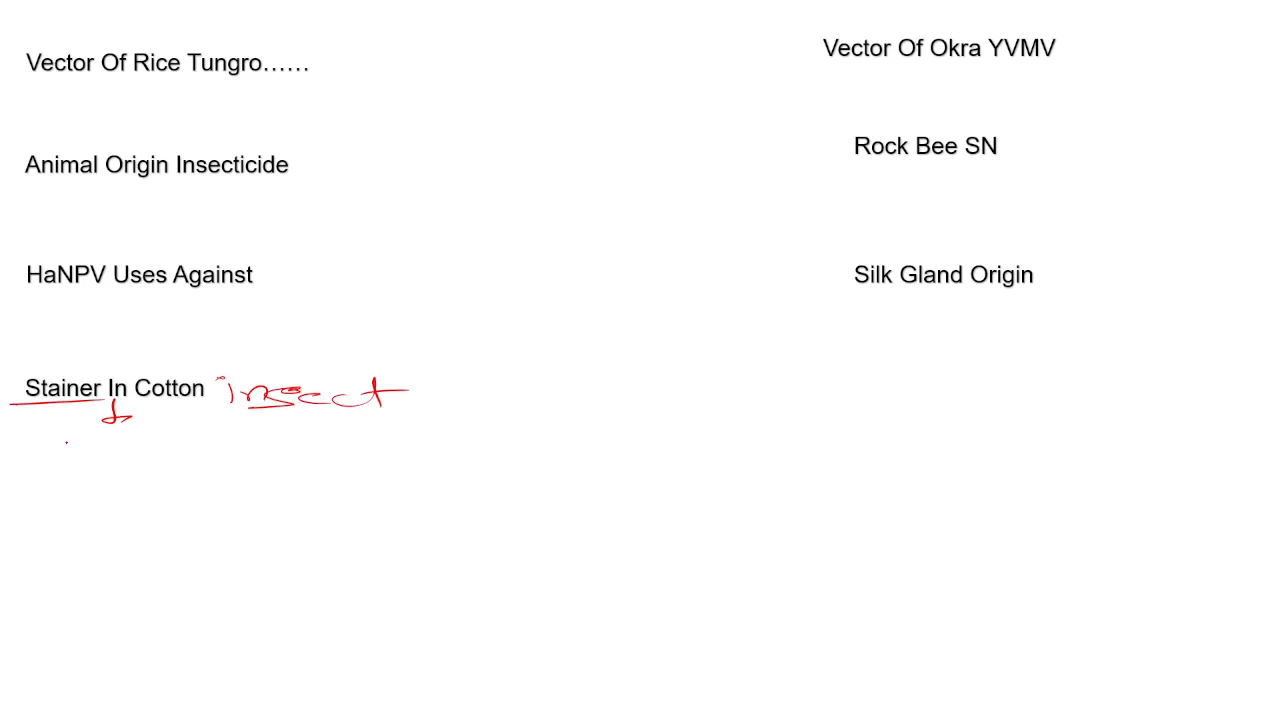 Vector Of Rice Tungro……
Animal Origin Insecticide
HaNPV Uses Against
Stainer In Cotton insect
Vector Of Okra YVMV
Rock Bee SN
Silk Gland Origin